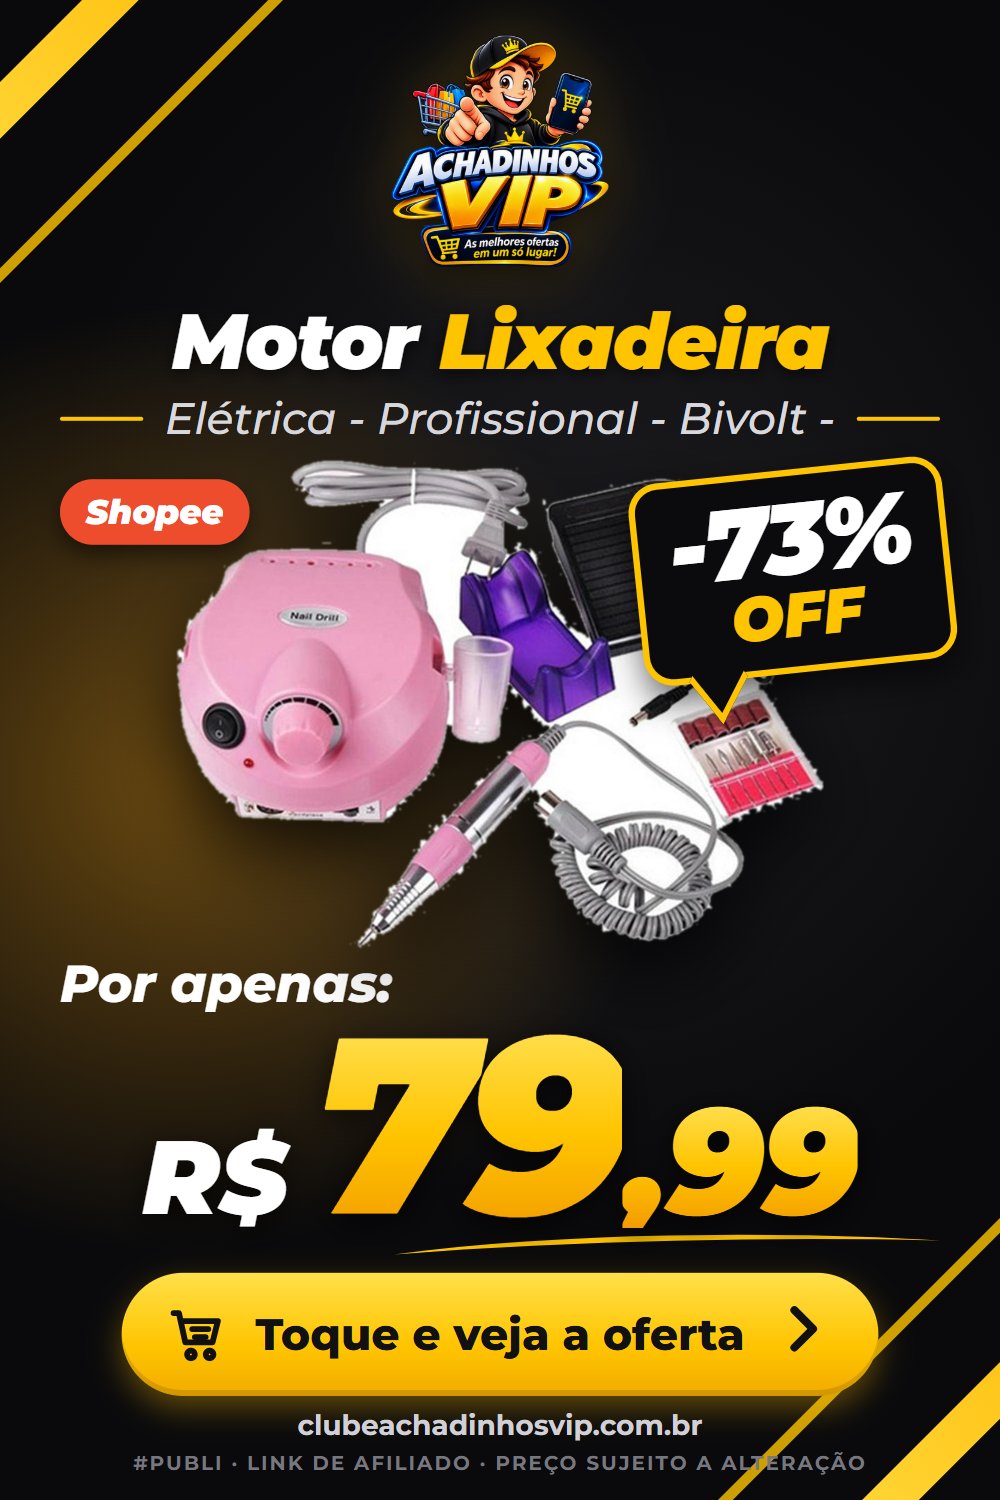 ACHADINHOS
VIP
As melhores ofertas
em um só lugar!
Motor Lixadeira
Elétrica - Profissional - Bivolt -
Shopee
-73%
OFF
Nail Drill
Por apenas:
R$ 79,99
Toque e veja a oferta
clubeachadinhosvip.com.br
#PUBLI · LINK DE AFILIADO · PREÇO SUJEITO A ALTERAÇÃO